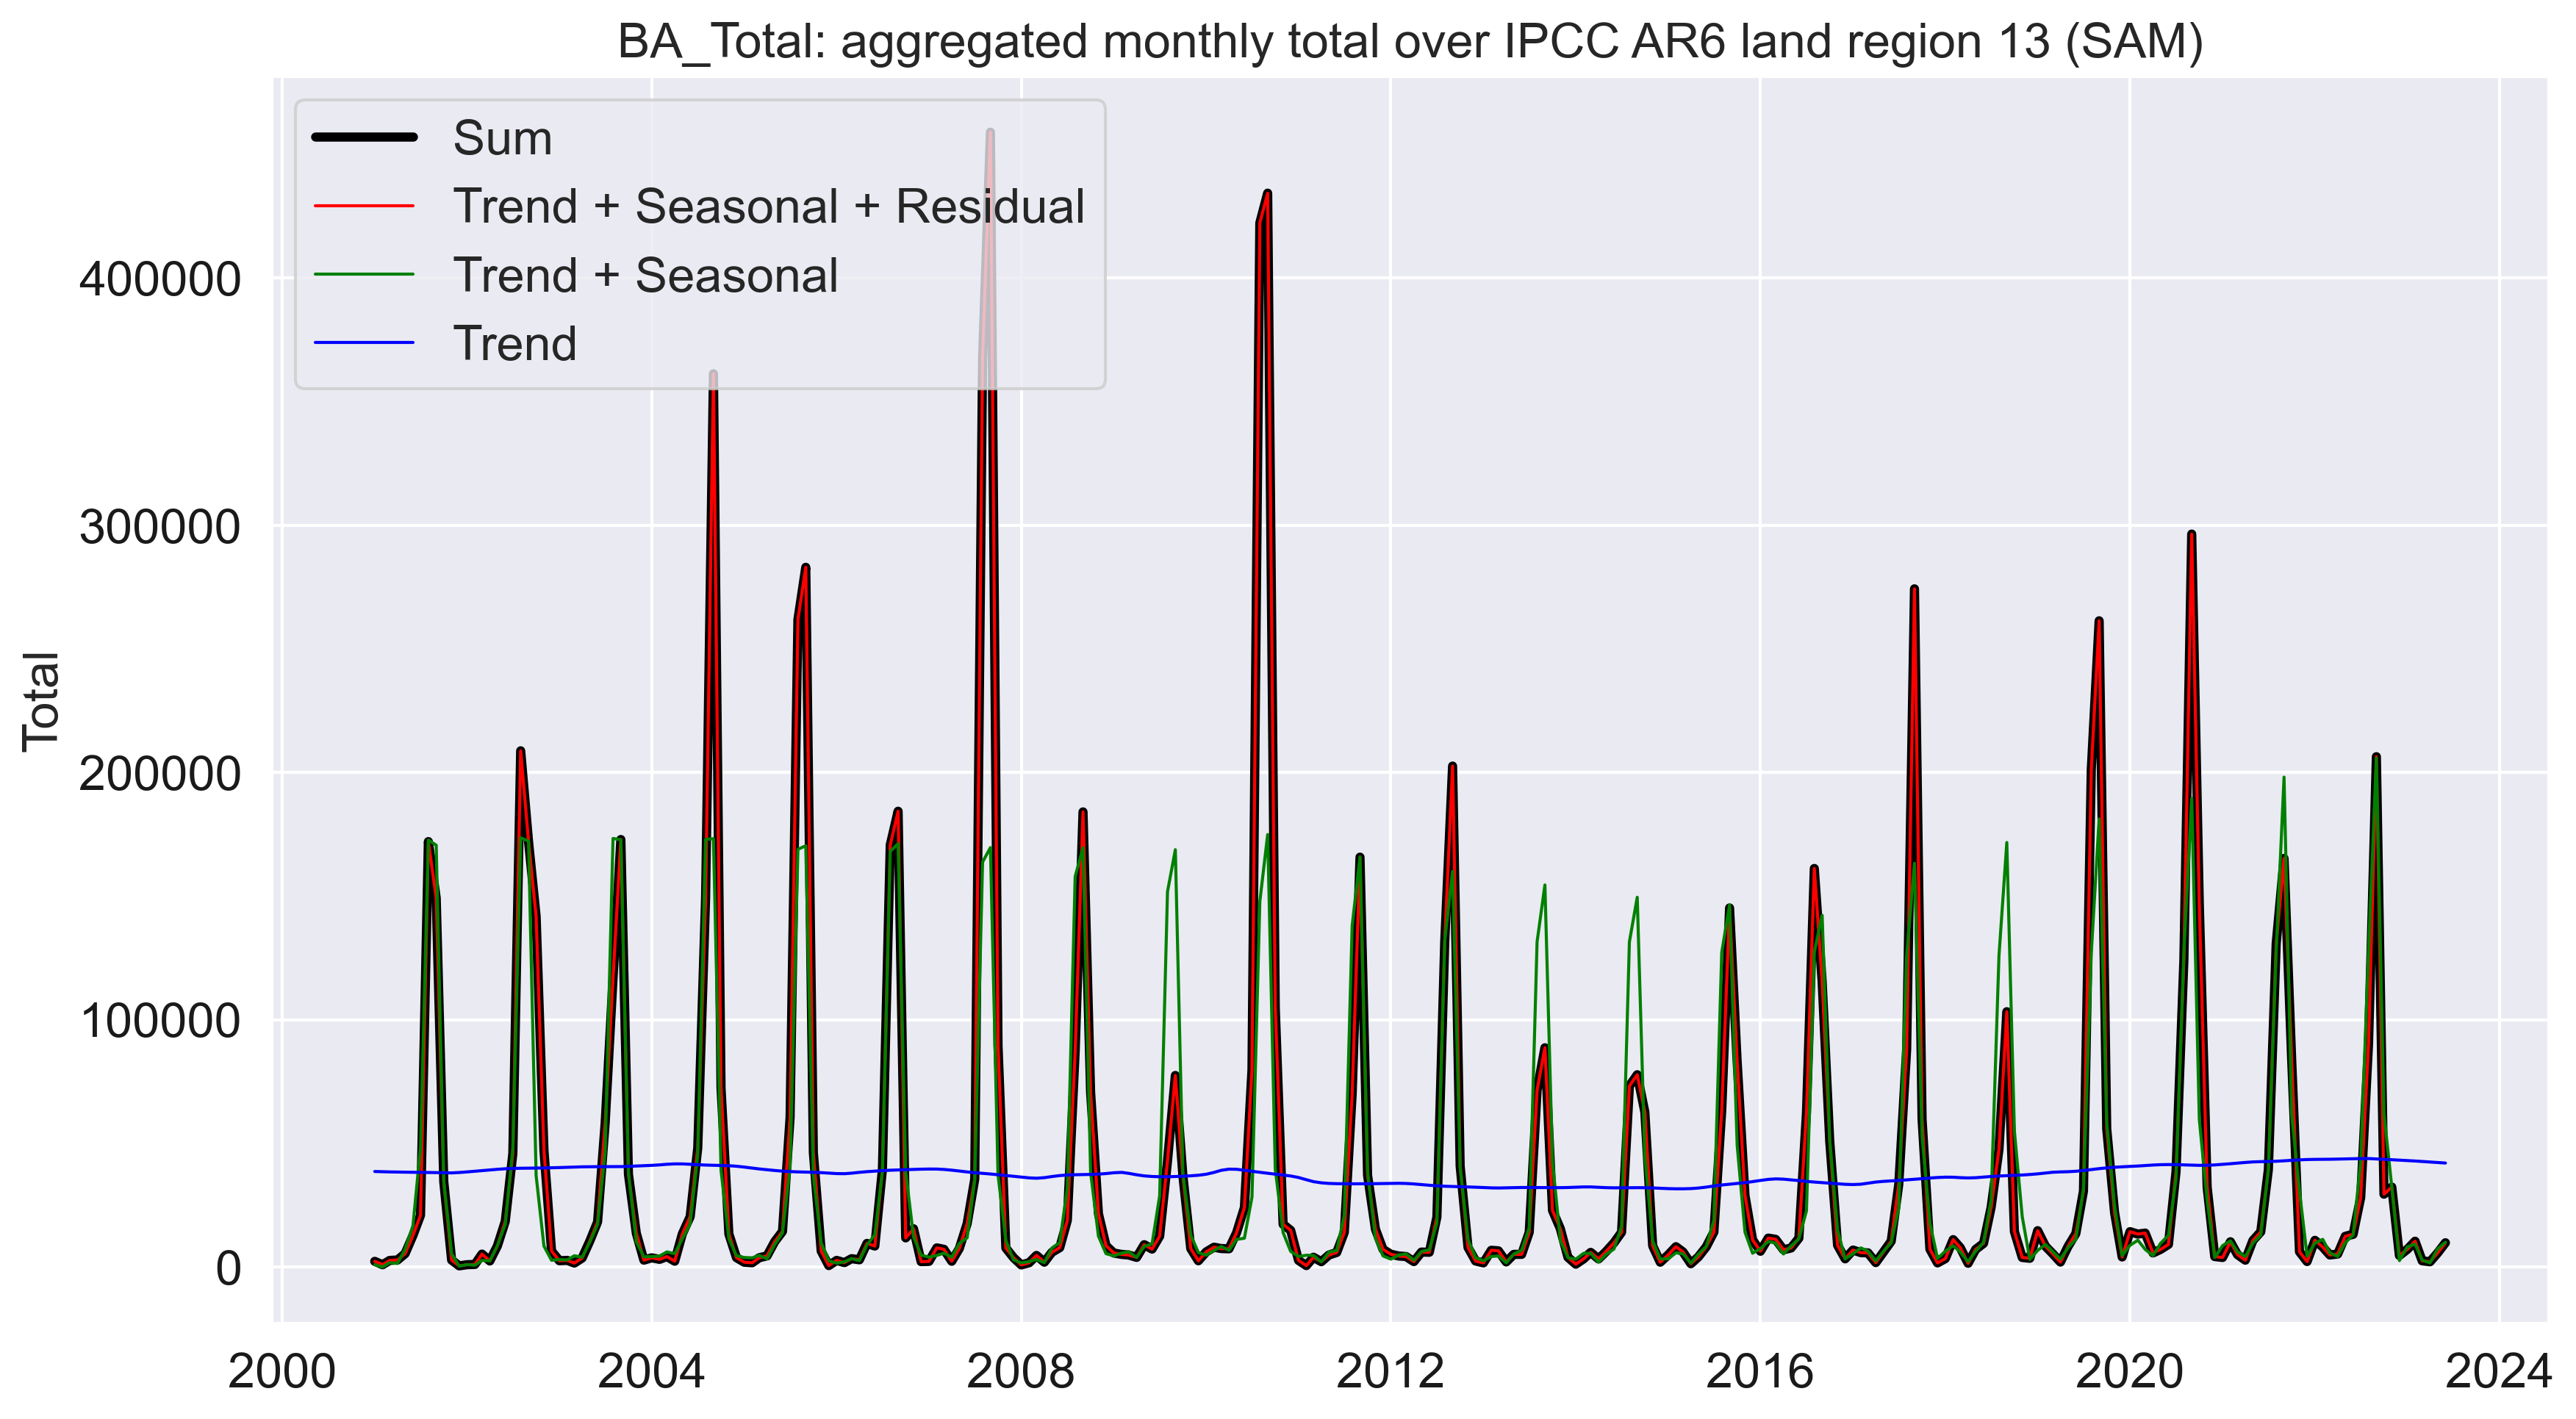 BA_Total: aggregated monthly total over IPCC AR6 land region 13 (SAM)
Sum
Trend + Seasonal + Residual
Trend + Seasonal
Trend
Total
400000
300000
200000
100000
0
2000 2004 2008 2012 2016 2020 2024